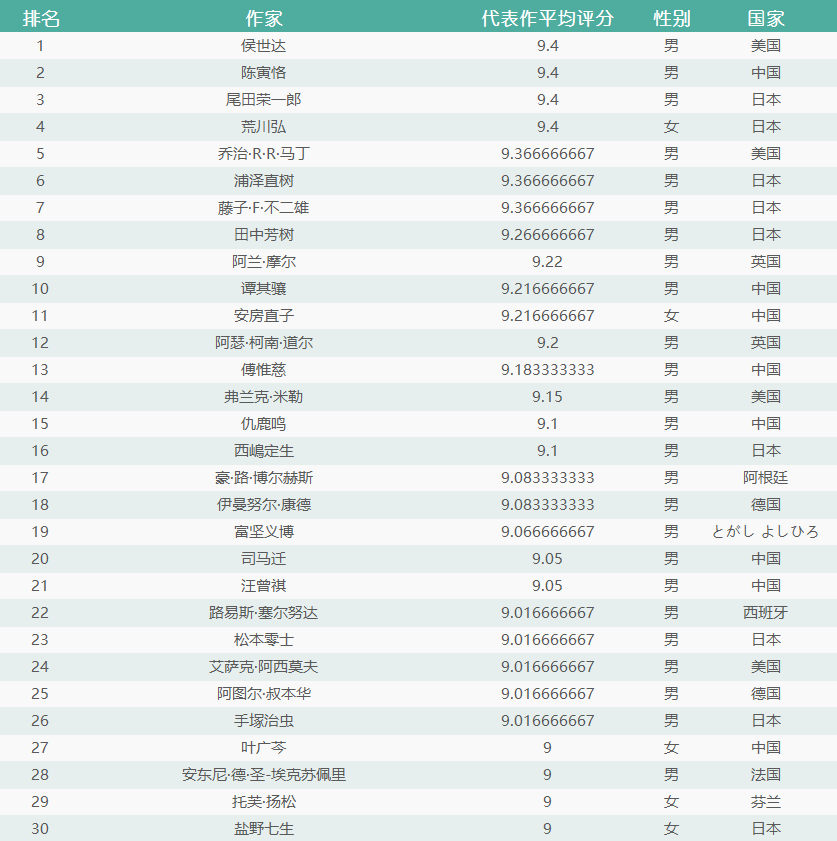 排名 作家 代表作平均评分 性别 国家
1 侯世达 9.4 男 美国
2 陈寅恪 9.4 男 中国
3 尾田荣一郎 9.4 男 日本
4 荒川弘 9.4 女 日本
5 乔治·R·R·马丁 9.366666667 男 美国
6 浦泽直树 9.366666667 男 日本
7 藤子·F·不二雄 9.366666667 男 日本
8 田中芳树 9.266666667 男 日本
9 阿兰·摩尔 9.22 男 英国
10 谭其骧 9.216666667 男 中国
11 安房直子 9.216666667 女 中国
12 阿瑟·柯南·道尔 9.2 男 英国
13 傅惟慈 9.183333333 男 中国
14 弗兰克·米勒 9.15 男 美国
15 仇鹿鸣 9.1 男 中国
16 西嶋定生 9.1 男 日本
17 豪·路·博尔赫斯 9.083333333 男 阿根廷
18 伊曼努尔·康德 9.083333333 男 德国
19 富坚义博 9.066666667 男 とがし よしひろ
20 司马迁 9.05 男 中国
21 汪曾祺 9.05 男 中国
22 路易斯·塞尔努达 9.016666667 男 西班牙
23 松本零士 9.016666667 男 日本
24 艾萨克·阿西莫夫 9.016666667 男 美国
25 阿图尔·叔本华 9.016666667 男 德国
26 手塚治虫 9.016666667 男 日本
27 叶广芩 9 女 中国
28 安东尼·德·圣-埃克苏佩里 9 男 法国
29 托芙·扬松 9 女 芬兰
30 盐野七生 9 女 日本